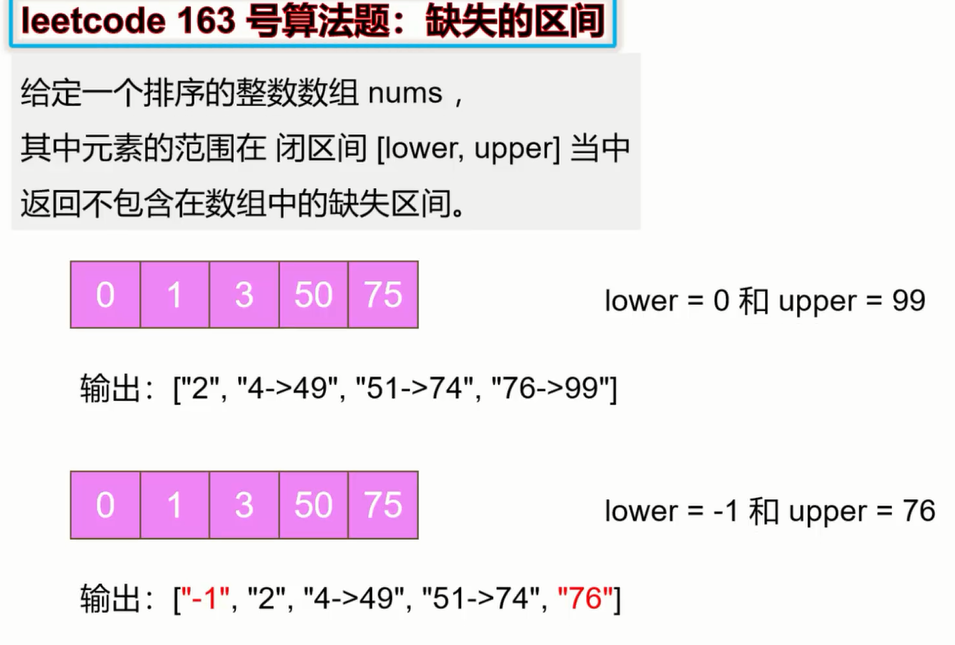 leetcode 163 号算法题：缺失的区间
给定一个排序的整数数组 nums ,
其中元素的范围在 闭区间 [lower, upper] 当中
返回不包含在数组中的缺失区间。
0 1 3 50 75
lower = 0 和 upper = 99
输出：["2", "4->49", "51->74", "76->99"]
0 1 3 50 75
lower = -1 和 upper = 76
输出：["-1", "2", "4->49", "51->74", "76"]